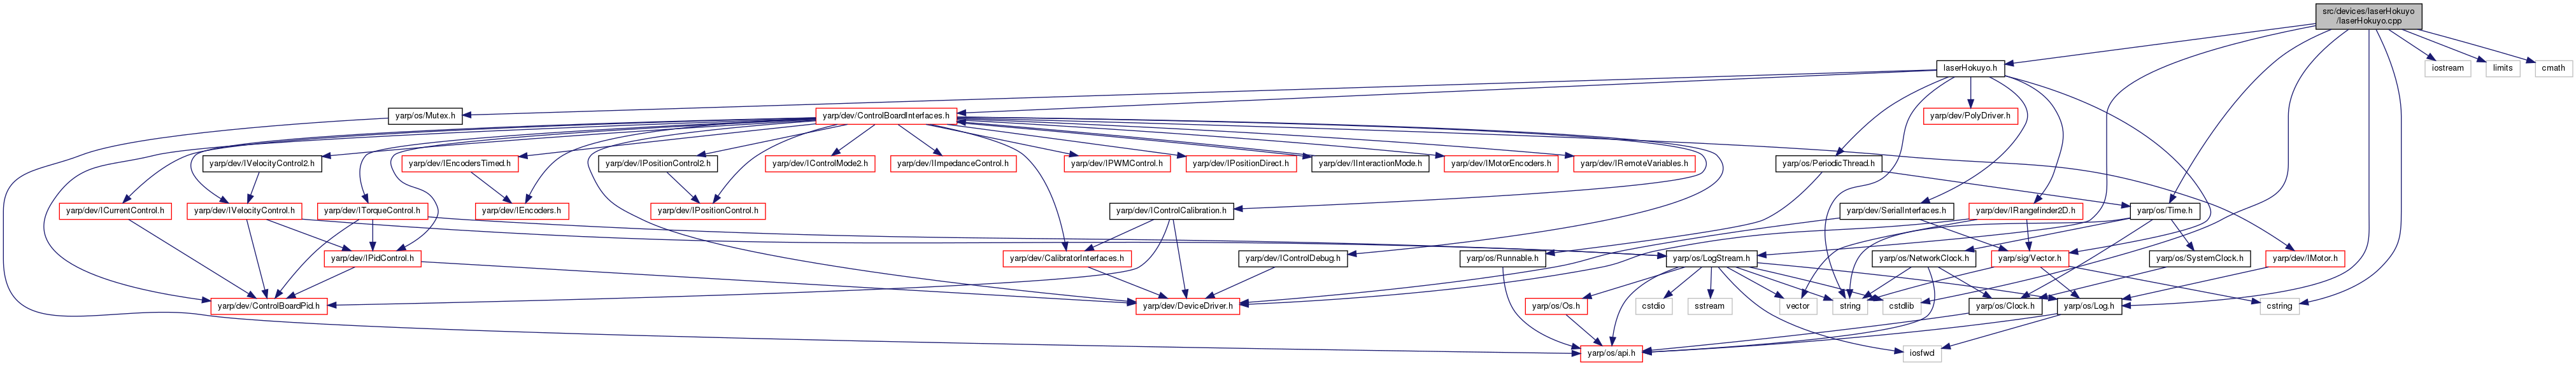 src/devices/laserHokuyo
/laserHokuyo.cpp
laserHokuyo.h
iostream
limits
cmath
yarp/os/Mutex.h
yarp/dev/ControlBoardInterfaces.h
yarp/dev/PolyDriver.h
yarp/dev/IVelocityControl2.h
yarp/dev/IEncodersTimed.h
yarp/dev/IPositionControl2.h
yarp/dev/IControlMode2.h
yarp/dev/IImpedanceControl.h
yarp/dev/IPWMControl.h
yarp/dev/IPositionDirect.h
yarp/dev/IInteractionMode.h
yarp/dev/IMotorEncoders.h
yarp/dev/IRemoteVariables.h
yarp/os/PeriodicThread.h
yarp/dev/ICurrentControl.h
yarp/dev/IVelocityControl.h
yarp/dev/ITorqueControl.h
yarp/dev/IEncoders.h
yarp/dev/IPositionControl.h
yarp/dev/IControlCalibration.h
yarp/dev/SerialInterfaces.h
yarp/dev/IRangefinder2D.h
yarp/os/Time.h
yarp/dev/IPidControl.h
yarp/dev/CalibratorInterfaces.h
yarp/dev/IControlDebug.h
yarp/os/Runnable.h
yarp/os/LogStream.h
yarp/os/NetworkClock.h
yarp/sig/Vector.h
yarp/os/SystemClock.h
yarp/dev/IMotor.h
yarp/dev/ControlBoardPid.h
yarp/dev/DeviceDriver.h
yarp/os/Os.h
cstdio
sstream
vector
string
cstdlib
yarp/os/Clock.h
yarp/os/Log.h
cstring
yarp/os/api.h
iosfwd